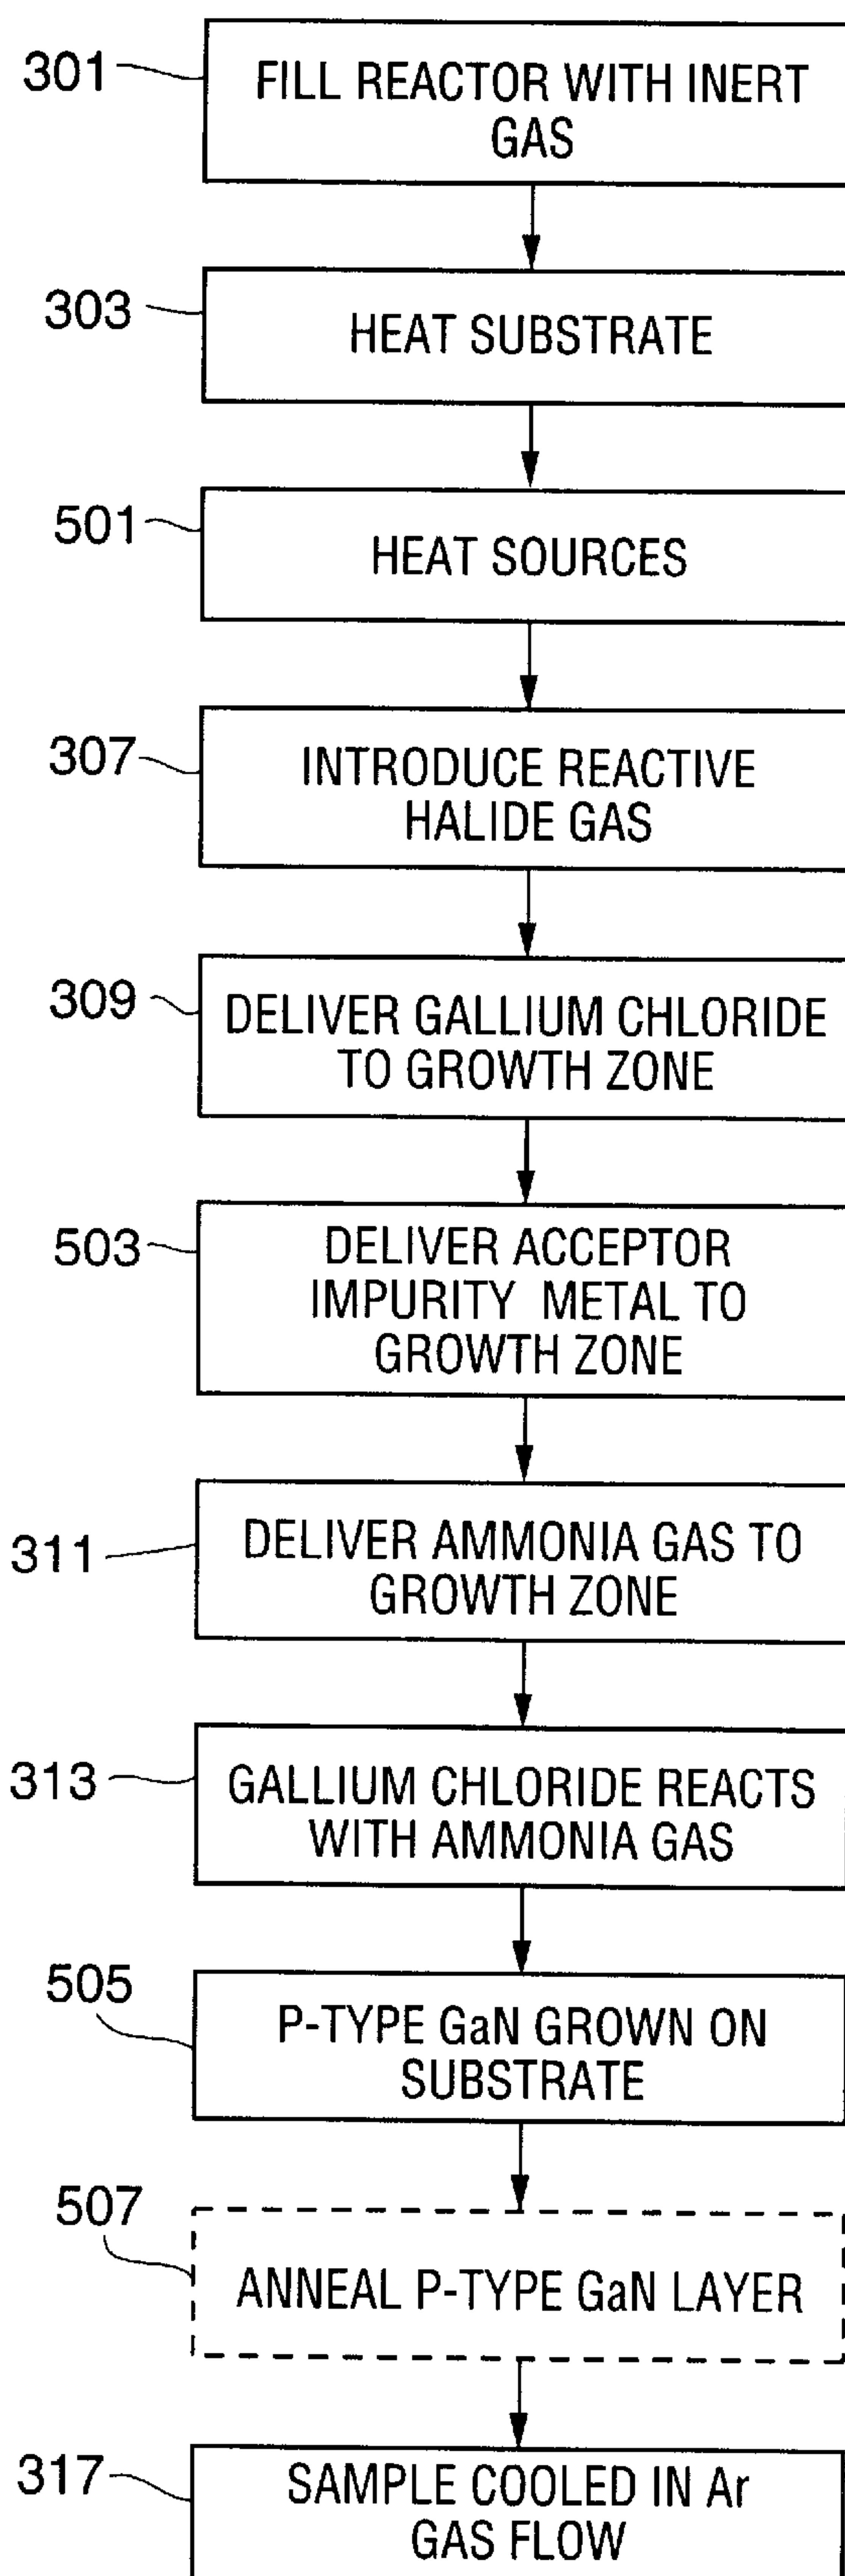 301
FILL REACTOR WITH INERT
GAS
303
HEAT SUBSTRATE
501
HEAT SOURCES
307
INTRODUCE REACTIVE
HALIDE GAS
309
DELIVER GALLIUM CHLORIDE
TO GROWTH ZONE
503
DELIVER ACCEPTOR
IMPURITY METAL TO
GROWTH ZONE
311
DELIVER AMMONIA GAS TO
GROWTH ZONE
313
GALLIUM CHLORIDE REACTS
WITH AMMONIA GAS
505
P-TYPE GaN GROWN ON
SUBSTRATE
507
ANNEAL P-TYPE GaN LAYER
317
SAMPLE COOLED IN Ar
GAS FLOW